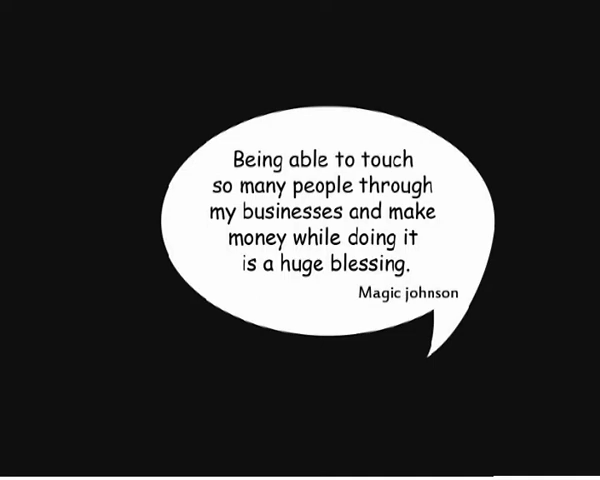 Being able to touch
so many people through
my businesses and make
money while doing it
is a huge blessing.
Magic johnson